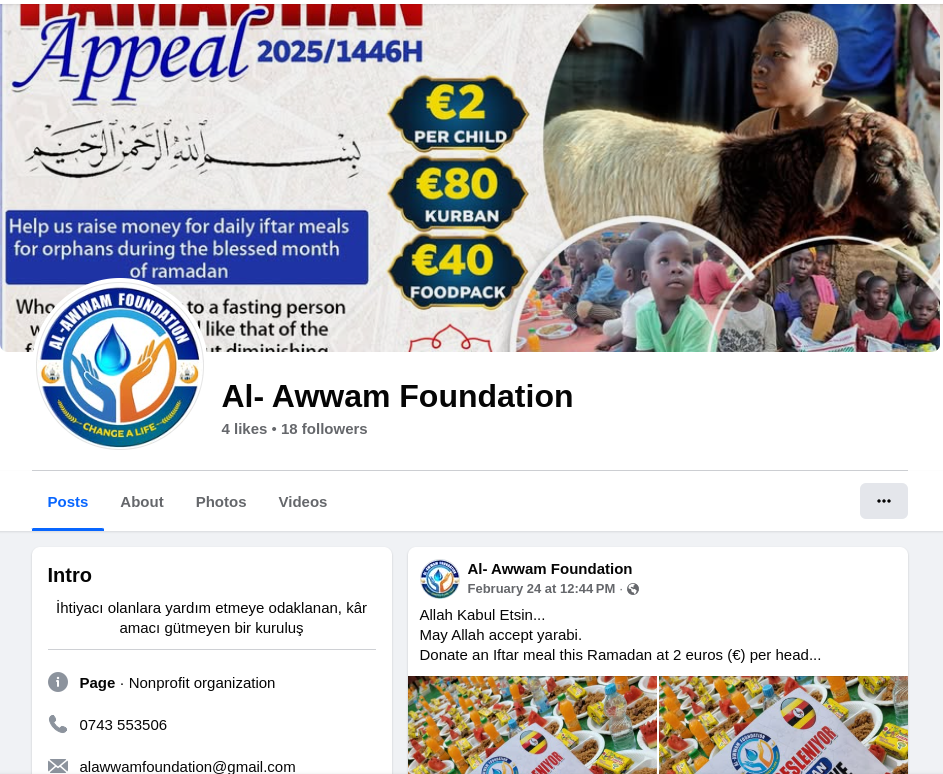 RAMADHAN
Appeal
2025/1446H
بسم الله الرحمن الرحيم
€2
PER CHILD
€80
KURBAN
€40
FOODPACK
Help us raise money for daily iftar meals
for orphans during the blessed month
of ramadan
to a fasting person
like that of the
AL-AWWAM FOUNDATION
CHANGE A LIFE
Al- Awwam Foundation
4 likes • 18 followers
Posts
About
Photos
Videos
Intro
İhtiyacı olanlara yardım etmeye odaklanan, kâr
amacı gütmeyen bir kuruluş
Page · Nonprofit organization
0743 553506
alawwamfoundation@gmail.com
Al- Awwam Foundation
February 24 at 12:44 PM ·
Allah Kabul Etsin...
May Allah accept yarabi.
Donate an Iftar meal this Ramadan at 2 euros (€) per head...